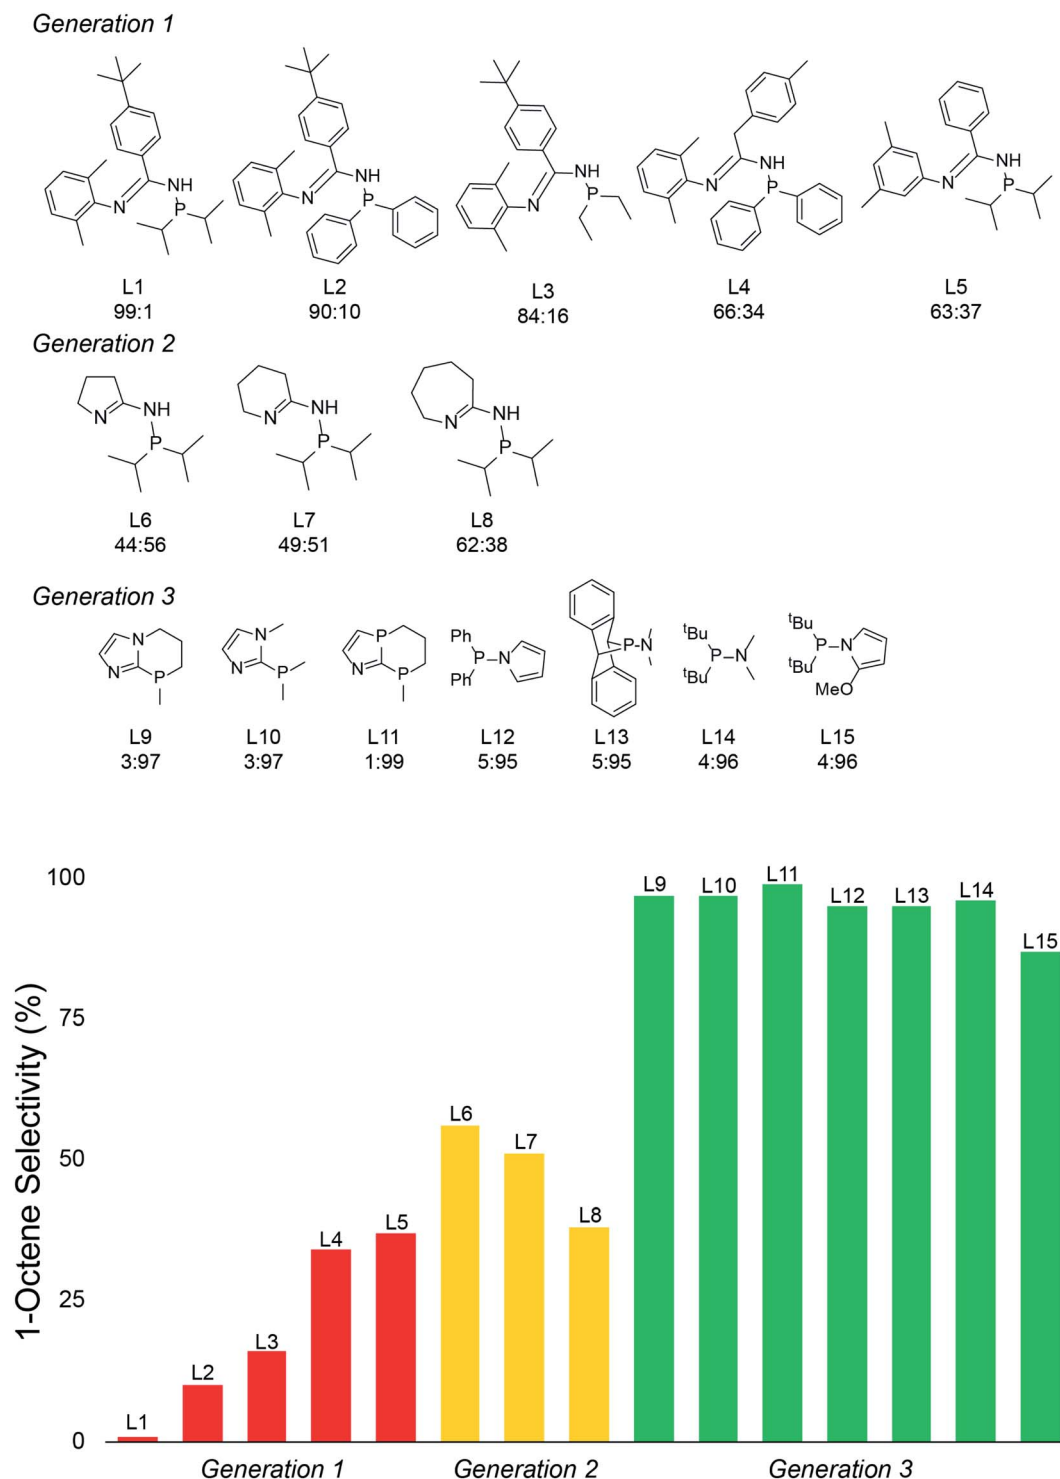 Generation 1
NH N P
NH N P
NH N P
NH N P
NH N P
L1 L2 L3 L4 L5
99:1 90:10 84:16 66:34 63:37
Generation 2
N NH P
N NH P
N NH P
L6 L7 L8
44:56 49:51 62:38
Generation 3
N N P
N N P
P N P
Ph P N Ph
P N
tBu P N tBu
tBu P N tBu MeO
L9 L10 L11 L12 L13 L14 L15
3:97 3:97 1:99 5:95 5:95 4:96 4:96
1-Octene Selectivity (%)
100
75
50
25
0
L1
L2
L3
L4
L5
L6
L7
L8
L9
L10
L11
L12
L13
L14
L15
Generation 1 Generation 2 Generation 3